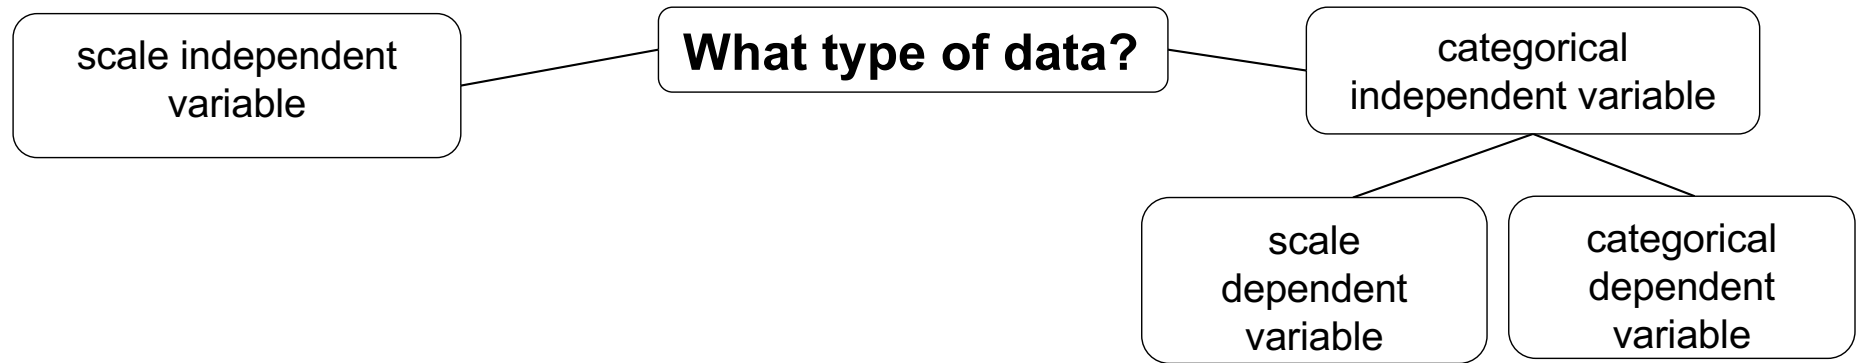 scale independent
variable
What type of data?
categorical
independent variable
scale
dependent
variable
categorical
dependent
variable